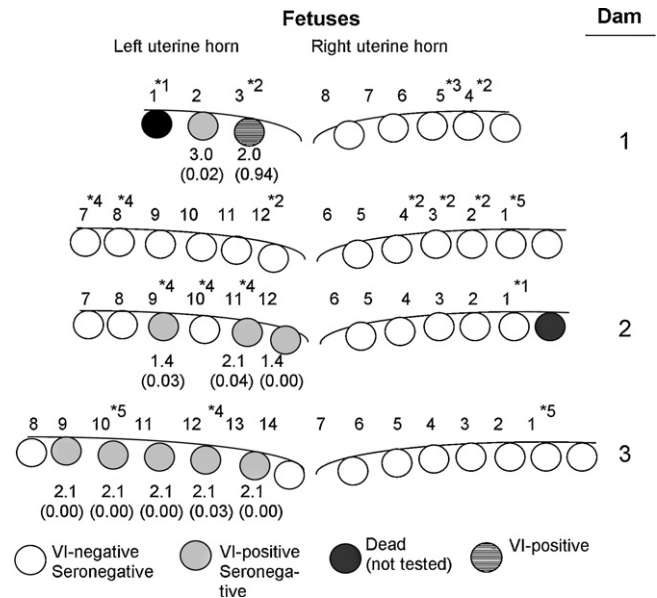 Fetuses Dam
Left uterine horn Right uterine horn
1*1 2 3*2 8 7 6 5*3 4*2
1
3.0 2.0
(0.02) (0.94)
7*4 8*4 9 10 11 12*2 6 5 4*2 3*2 2*2 1*5
7 8 9*4 10*4 11*4 12 6 5 4 3 2 1*1
2
1.4 2.1 1.4
(0.03) (0.04) (0.00)
8 9 10*5 11 12*4 13 14 7 6 5 4 3 2 1*5
3
2.1 2.1 2.1 2.1 2.1
(0.00) (0.00) (0.00) (0.03) (0.00)
VI-negative VI-positive Dead VI-positive
Seronegative Seronega- (not tested)
tive